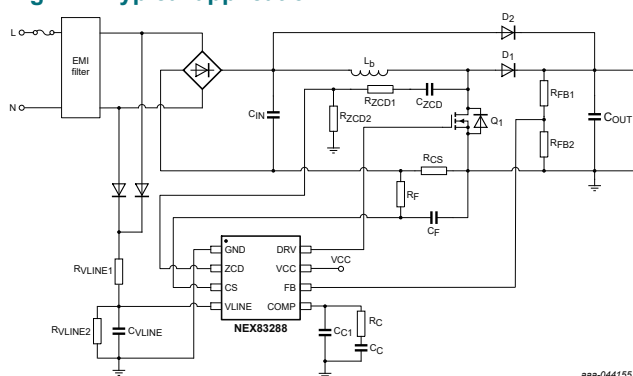 D2
L
EMI
filter
Lb
D1
RZCD1
CZCD
RFB1
N
CIN
RZCD2
Q1
COUT
RFB2
RCS
RF
CF
GND
DRV
VCC
RVLINE1
ZCD
VCC
CS
FB
VLINE
COMP
RVLINE2
CVLINE
NEX83288
CC1
RC
CC
aaa-044155